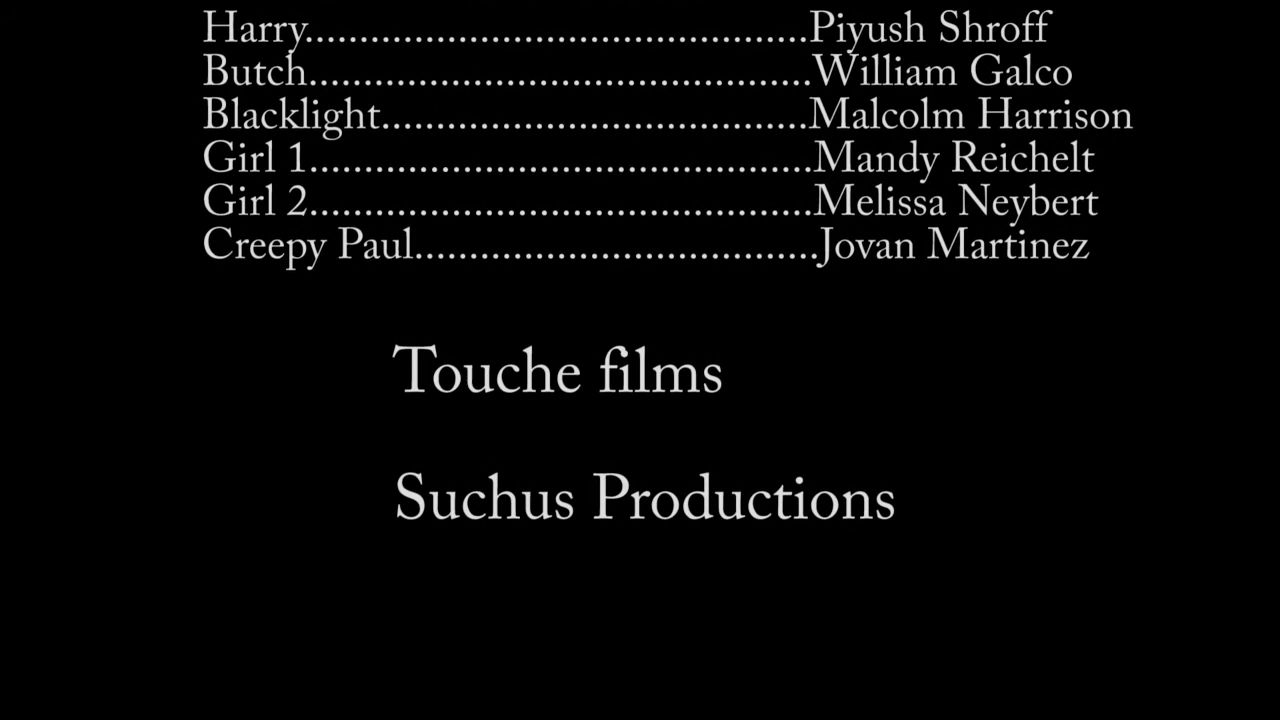 Harry......................................Piyush Shroff
Butch......................................William Galco
Blacklight................................Malcolm Harrison
Girl 1......................................Mandy Reichelt
Girl 2......................................Melissa Neybert
Creepy Paul..............................Jovan Martinez
Touche films
Suchus Productions